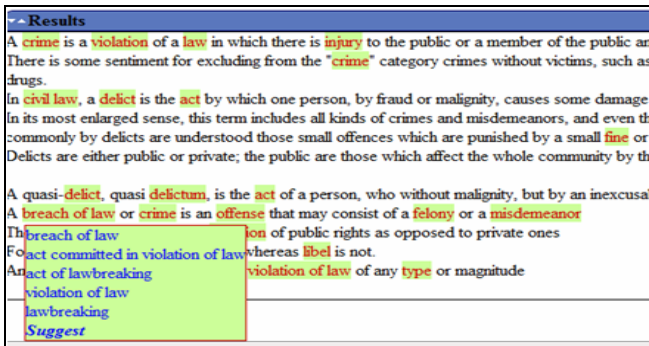 Results
A crime is a violation of a law in which there is injury to the public or a member of the public an
There is some sentiment for excluding from the "crime" category crimes without victims, such as
drugs.
In civil law, a delict is the act by which one person, by fraud or malignity, causes some damage
In its most enlarged sense, this term includes all kinds of crimes and misdemeanors, and even th
commonly by delicts are understood those small offences which are punished by a small fine or
Delicts are either public or private; the public are those which affect the whole community by th
A quasi-delict, quasi delictum, is the act of a person, who without malignity, but by an inexcusal
A breach of law or crime is an offense that may consist of a felony or a misdemeanor
Th ion of public rights as opposed to private ones
Fo whereas libel is not.
An violation of law of any type or magnitude
breach of law
act committed in violation of law
act of lawbreaking
violation of law
lawbreaking
Suggest